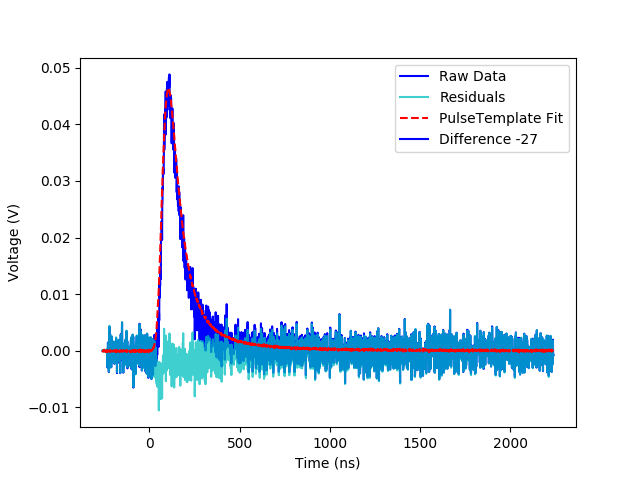 0.05
0.04
0.03
0.02
0.01
0.00
−0.01
Voltage (V)
0
500
1000
1500
2000
Time (ns)
Raw Data
Residuals
PulseTemplate Fit
Difference -27